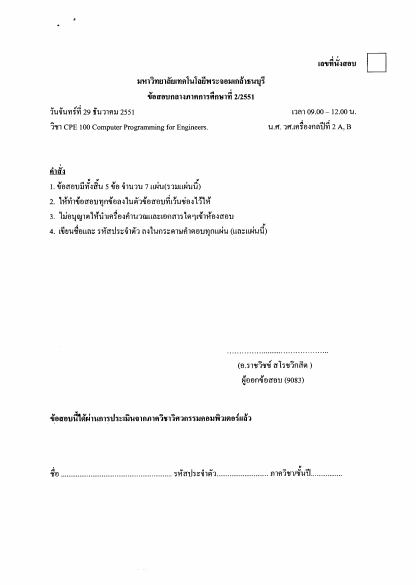 เลขที่นั่งสอบ
มหาวิทยาลัยเทคโนโลยีพระจอมเกล้าธนบุรี
ข้อสอบกลางภาคการศึกษาที่ 2/2551
วันจันทร์ที่ 29 ธันวาคม 2551 เวลา 09.00 – 12.00 น.
วิชา CPE 100 Computer Programming for Engineers. น.ศ. วศ.เครื่องกลปีที่ 2 A, B
คำสั่ง
1. ข้อสอบมีทั้งสิ้น 5 ข้อ จำนวน 7 แผ่น(รวมแผ่นนี้)
2. ให้ทำข้อสอบทุกข้อลงในตัวข้อสอบที่เว้นช่องไว้ให้
3. ไม่อนุญาตให้นำเครื่องคำนวณและเอกสารใดๆเข้าห้องสอบ
4. เขียนชื่อและ รหัสประจำตัว ลงในกระดาษคำตอบทุกแผ่น (และแผ่นนี้)
....................................
(อ.ราชวิชช์ สโรชวิกสิต )
ผู้ออกข้อสอบ (9083)
ข้อสอบนี้ได้ผ่านการประเมินจากภาควิชาวิศวกรรมคอมพิวเตอร์แล้ว
ชื่อ ...................................................... รหัสประจำตัว......................... ภาควิชา/ชั้นปี...............